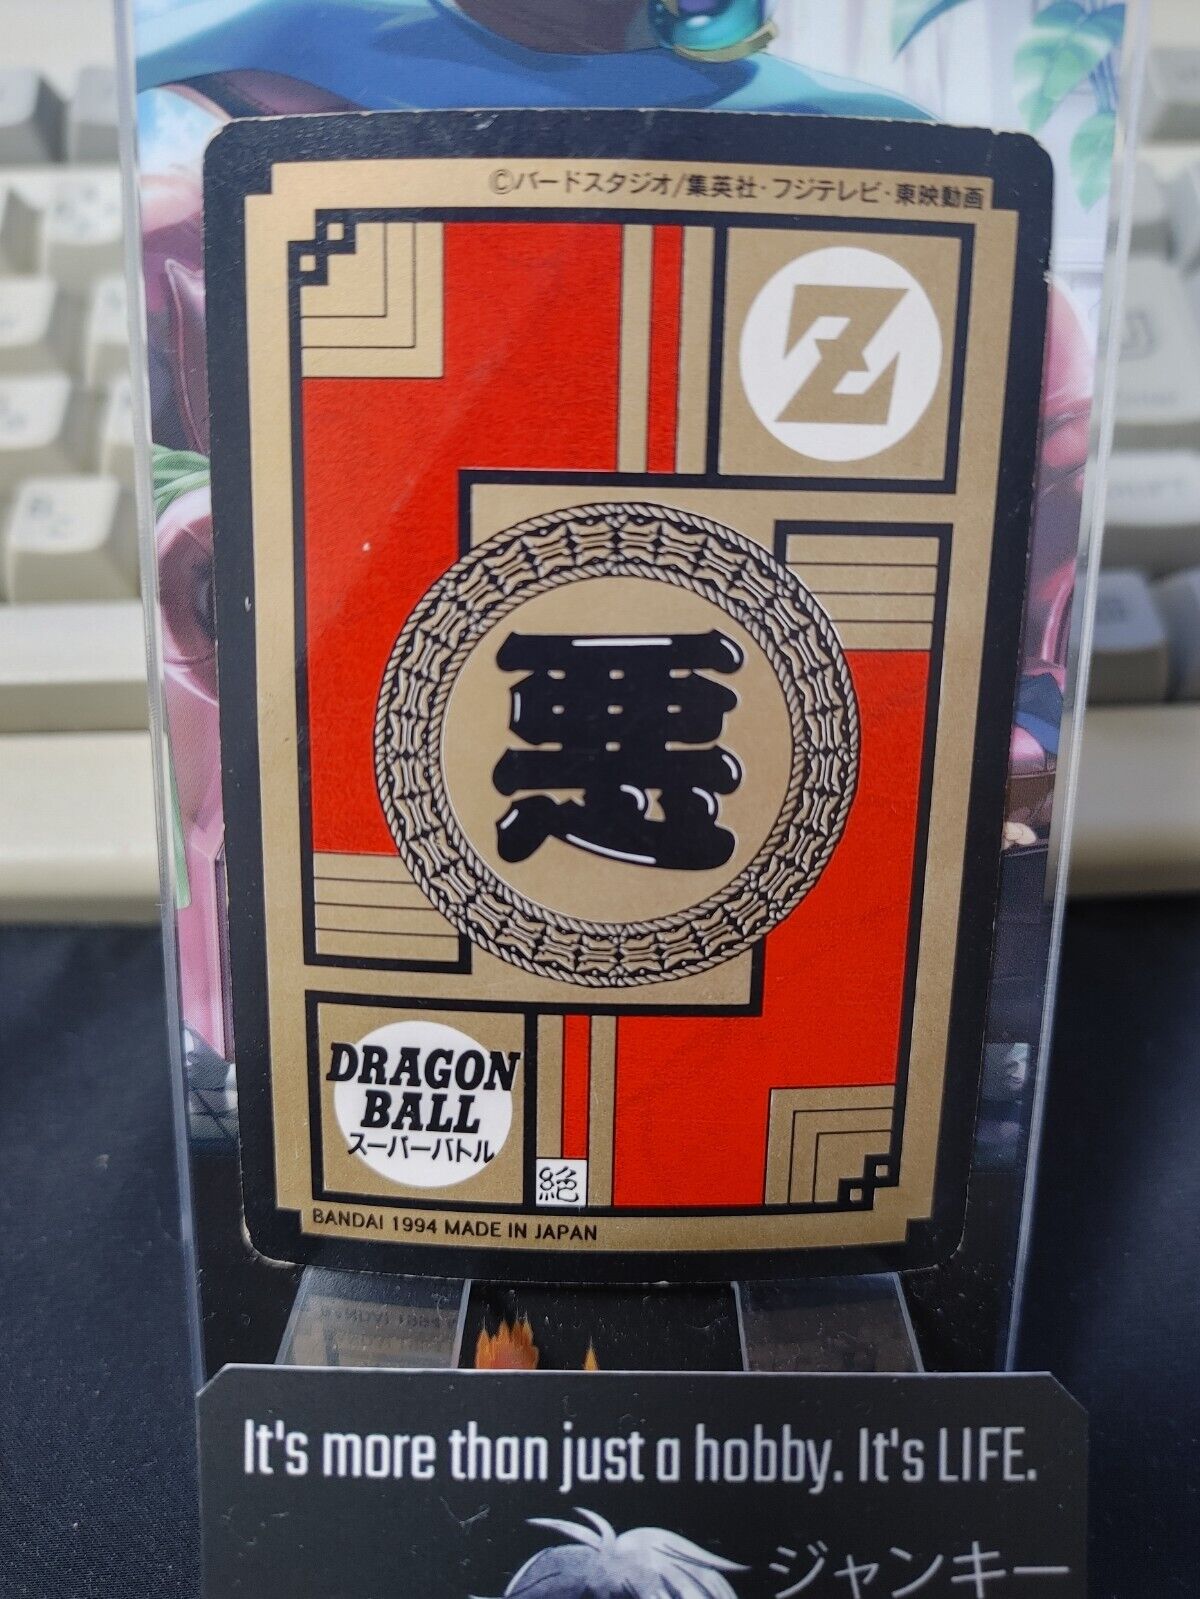 ©バードスタジオ/集英社・フジテレビ・東映動画
Z
悪
DRAGON
BALL
スーパーバトル
絶
BANDAI 1994 MADE IN JAPAN
It's more than just a hobby. It's LIFE.
ジャンキー